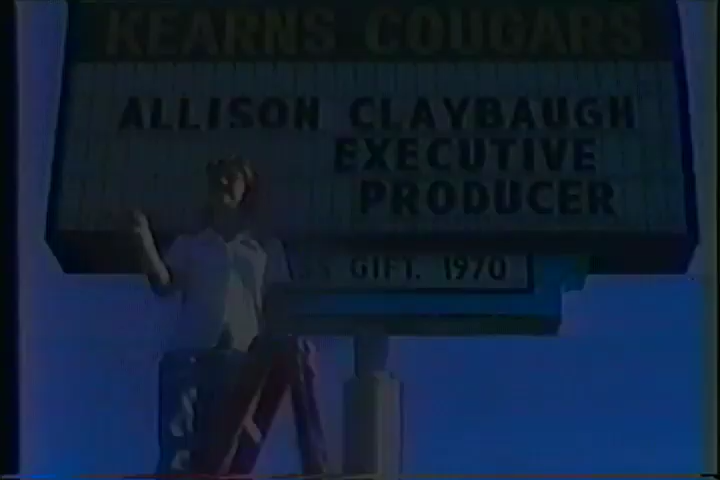 KEARNS COUGARS
ALLISON CLAYBAUGH
EXECUTIVE
PRODUCER
GIFT. 1970